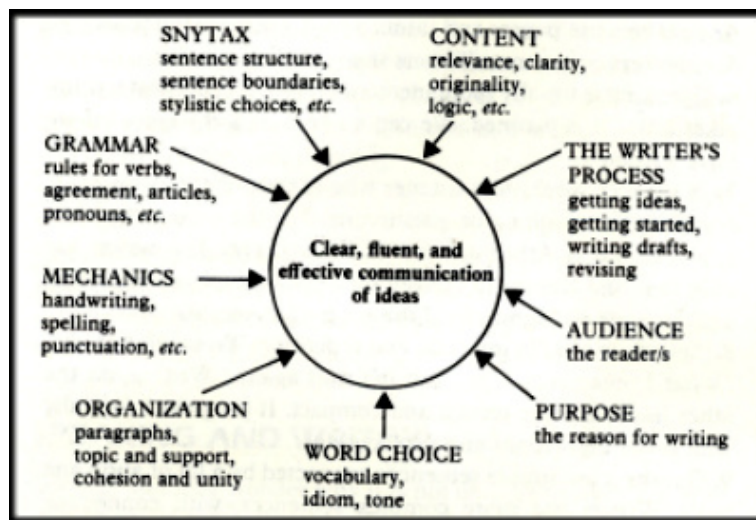 SNYTAX
sentence structure,
sentence boundaries,
stylistic choices, etc.
CONTENT
relevance, clarity,
originality,
logic, etc.
GRAMMAR
rules for verbs,
agreement, articles,
pronouns, etc.
THE WRITER'S
PROCESS
getting ideas,
getting started,
writing drafts,
revising
Clear, fluent, and
effective communication
of ideas
MECHANICS
handwriting,
spelling,
punctuation, etc.
AUDIENCE
the reader/s
ORGANIZATION
paragraphs,
topic and support,
cohesion and unity
WORD CHOICE
vocabulary,
idiom, tone
PURPOSE
the reason for writing